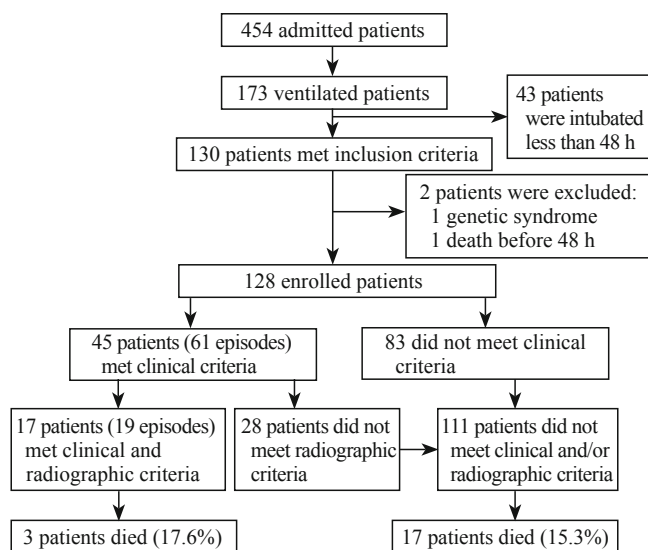 454 admitted patients
173 ventilated patients
43 patients
were intubated
less than 48 h
130 patients met inclusion criteria
2 patients were excluded:
1 genetic syndrome
1 death before 48 h
128 enrolled patients
45 patients (61 episodes)
met clinical criteria
83 did not meet clinical
criteria
17 patients (19 episodes)
met clinical and
radiographic criteria
28 patients did not
meet radiographic
criteria
111 patients did not
meet clinical and/or
radiographic criteria
3 patients died (17.6%)
17 patients died (15.3%)